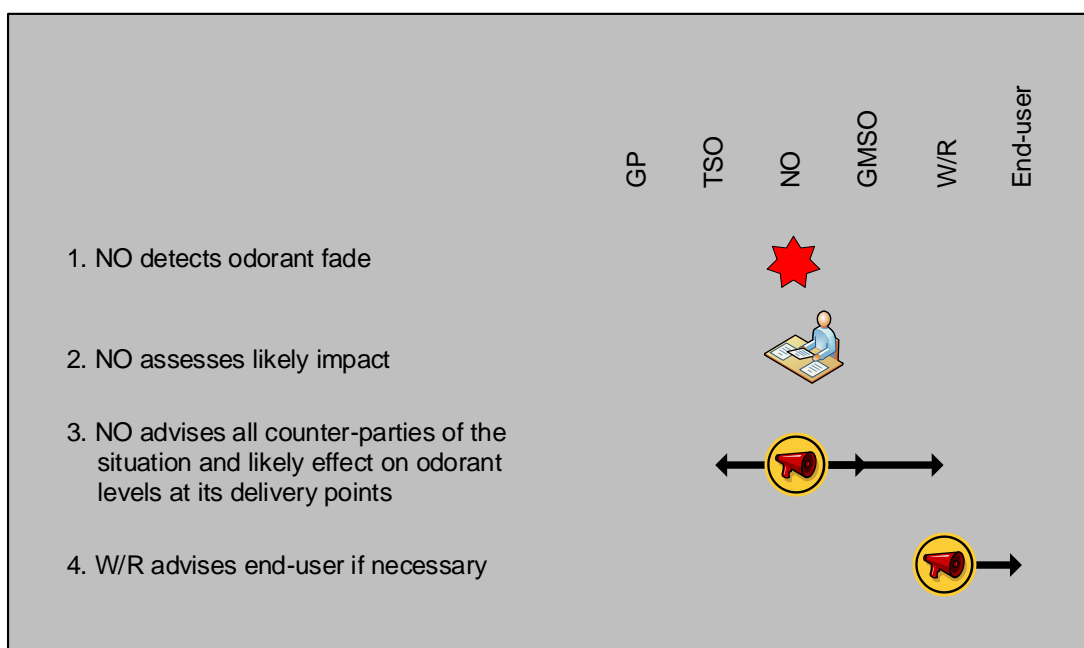 GP
TSO
NO
GMSO
W/R
End-user
1. NO detects odorant fade
2. NO assesses likely impact
3. NO advises all counter-parties of the
situation and likely effect on odorant
levels at its delivery points
4. W/R advises end-user if necessary